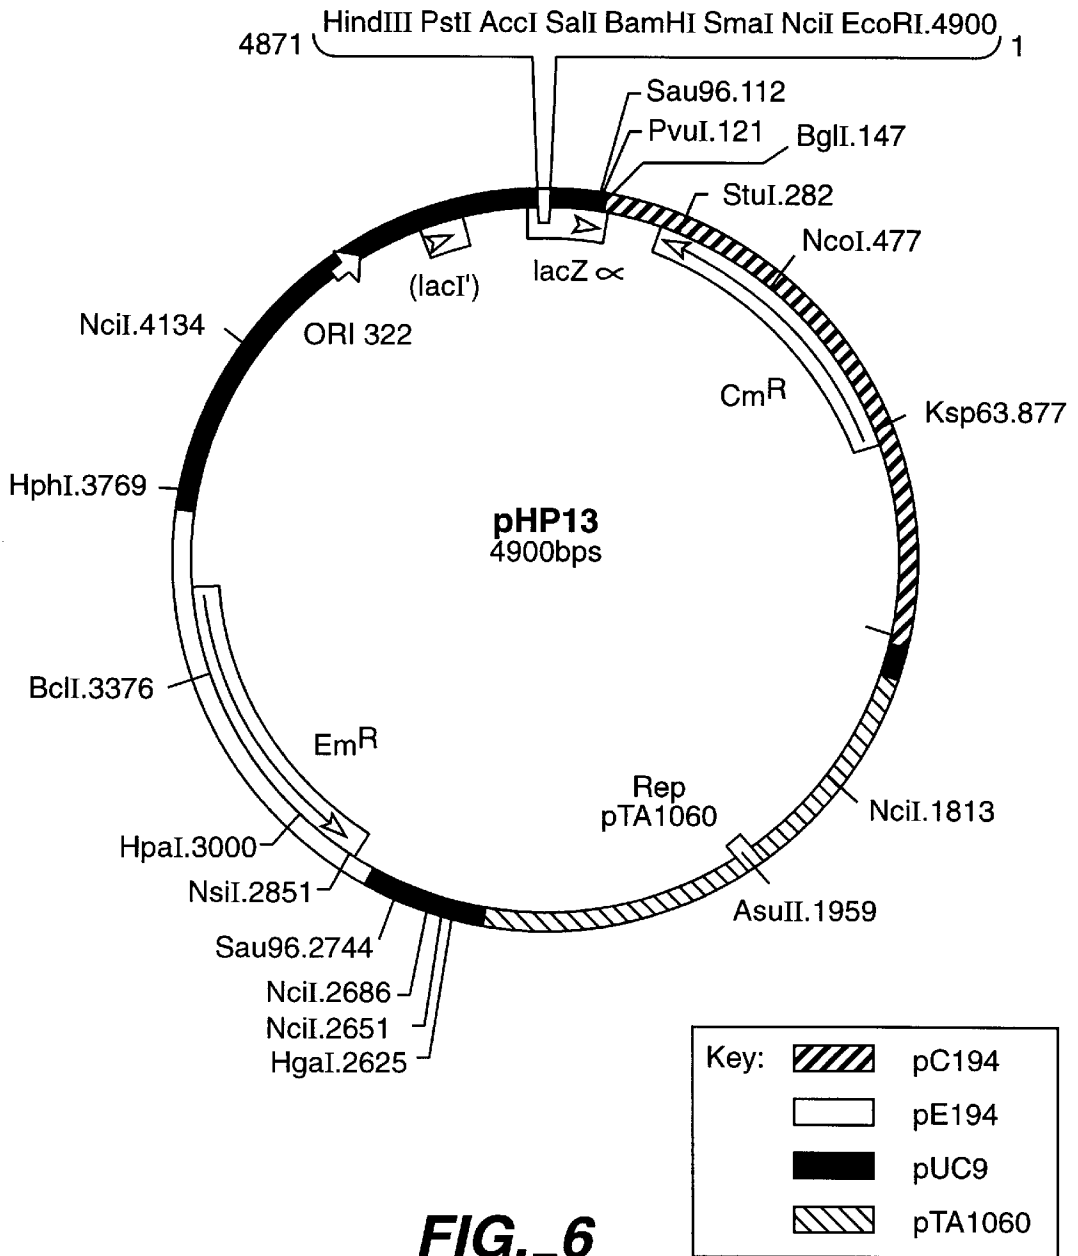 HindIII PstI AccI SalI BamHI SmaI NciI EcoRI.4900
4871
1
Sau96.112
PvuI.121
BglI.147
StuI.282
NcoI.477
(lacI')
lacZ ∝
NciI.4134
ORI 322
CmR
Ksp63.877
HphI.3769
pHP13
4900bps
BclI.3376
EmR
Rep
pTA1060
NciI.1813
HpaI.3000
NsiI.2851
AsuII.1959
Sau96.2744
NciI.2686
NciI.2651
HgaI.2625
Key:
pC194
pE194
pUC9
pTA1060
FIG._6